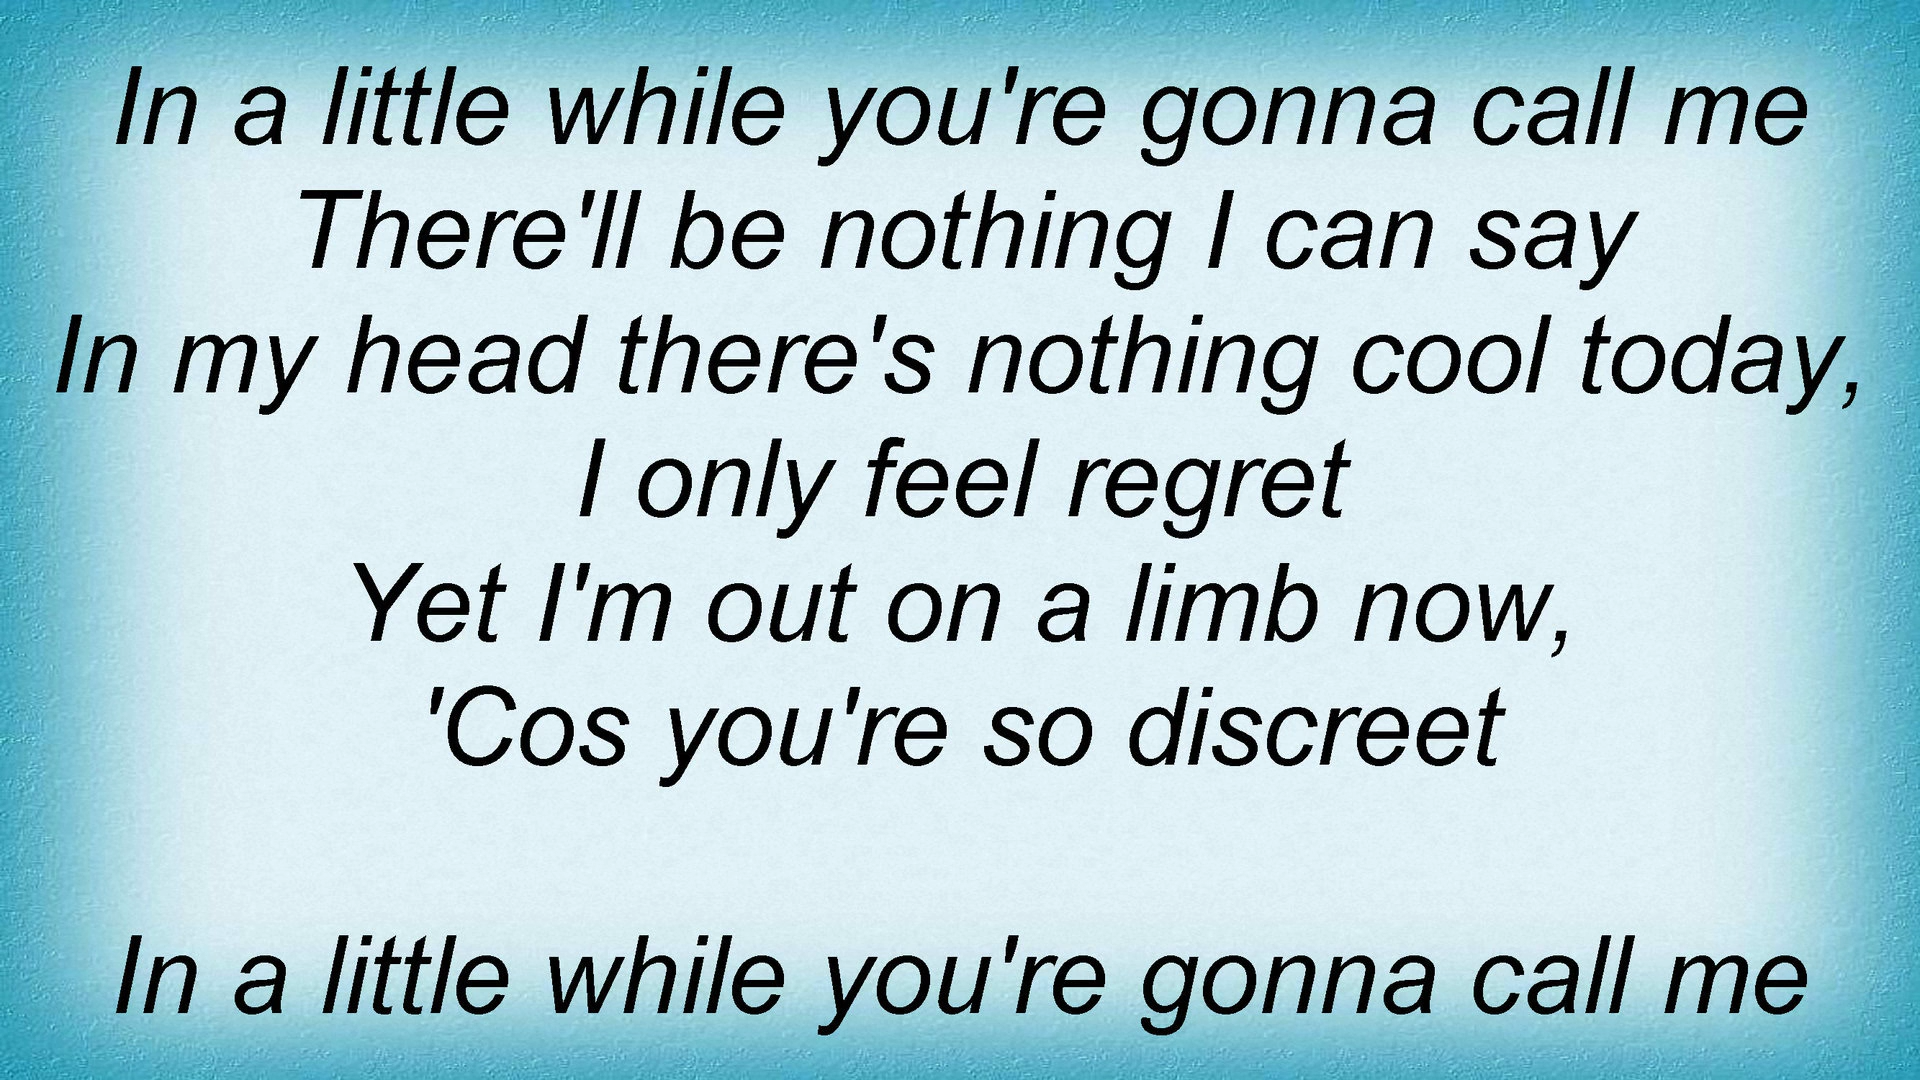 In a little while you're gonna call me
There'll be nothing I can say
In my head there's nothing cool today,
I only feel regret
Yet I'm out on a limb now,
'Cos you're so discreet
In a little while you're gonna call me